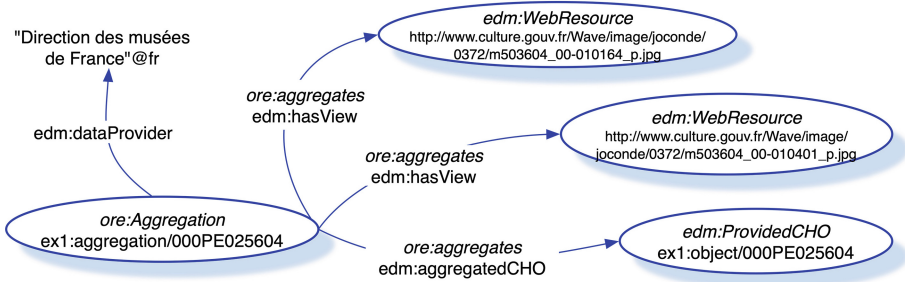 "Direction des musées
de France"@fr
edm:dataProvider
ore:Aggregation
ex1:aggregation/000PE025604
ore:aggregates
edm:hasView
edm:WebResource
http://www.culture.gouv.fr/Wave/image/joconde/
0372/m503604_00-010164_p.jpg
ore:aggregates
edm:hasView
edm:WebResource
http://www.culture.gouv.fr/Wave/image/
joconde/0372/m503604_00-010401_p.jpg
ore:aggregates
edm:aggregatedCHO
edm:ProvidedCHO
ex1:object/000PE025604